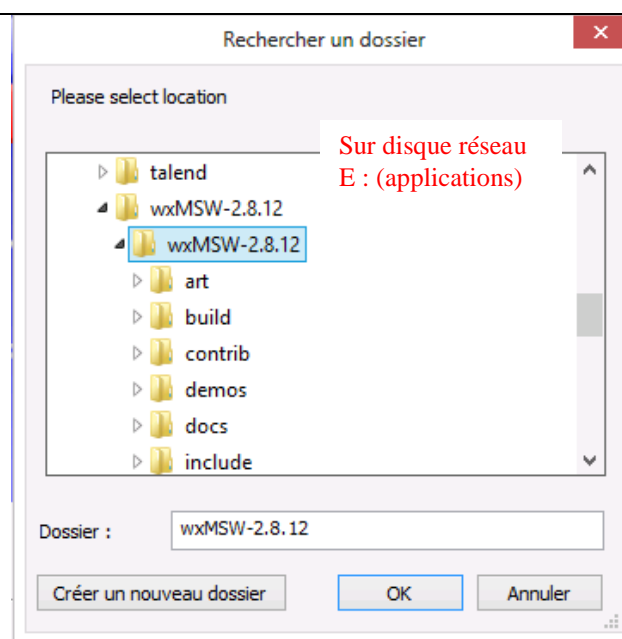 Rechercher un dossier
Please select location
Sur disque réseau
E : (applications)
talend
wxMSW-2.8.12
wxMSW-2.8.12
art
build
contrib
demos
docs
include
Dossier : wxMSW-2.8.12
Créer un nouveau dossier OK Annuler